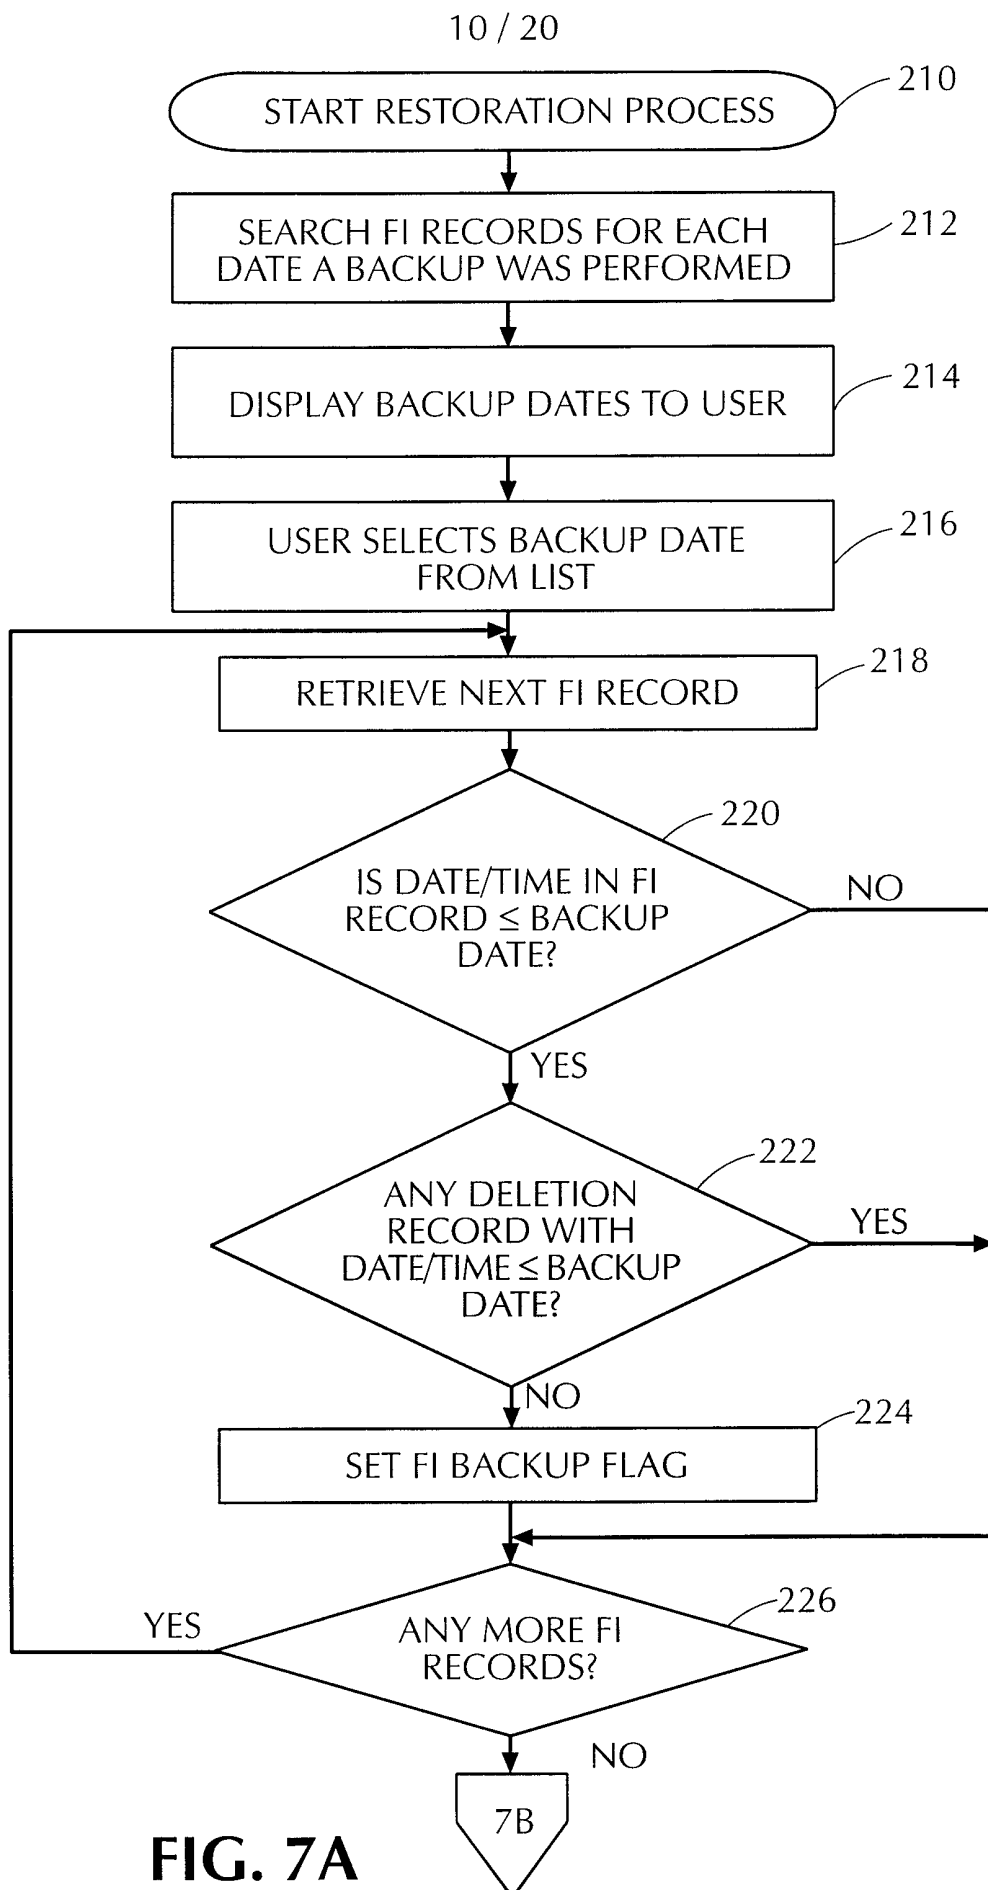 10 / 20
START RESTORATION PROCESS
210
SEARCH FI RECORDS FOR EACH
DATE A BACKUP WAS PERFORMED
212
DISPLAY BACKUP DATES TO USER
214
USER SELECTS BACKUP DATE
FROM LIST
216
RETRIEVE NEXT FI RECORD
218
220
IS DATE/TIME IN FI
RECORD ≤ BACKUP
DATE?
NO
YES
222
ANY DELETION
RECORD WITH
DATE/TIME ≤ BACKUP
DATE?
YES
NO
224
SET FI BACKUP FLAG
226
ANY MORE FI
RECORDS?
YES
NO
7B
FIG. 7A